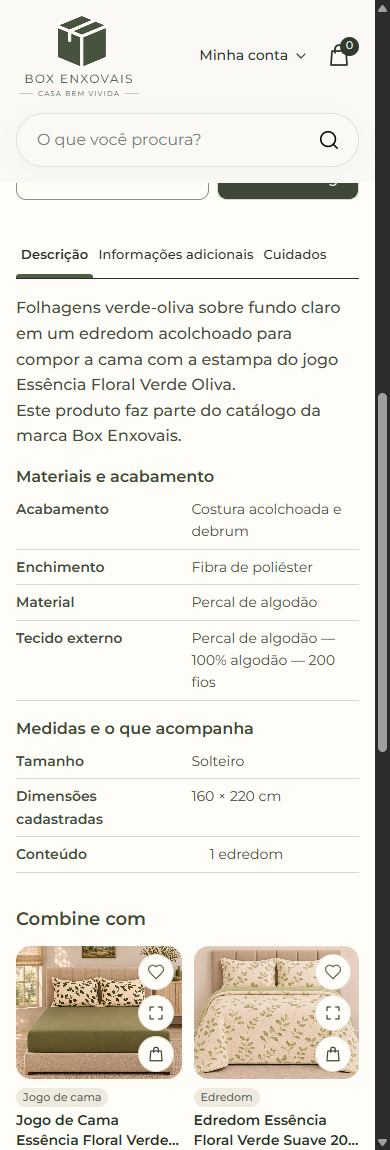 BOX ENXOVAIS
CASA BEM VIVIDA
Minha conta
0
O que você procura?
Descrição Informações adicionais Cuidados
Folhagens verde-oliva sobre fundo claro
em um edredom acolchoado para
compor a cama com a estampa do jogo
Essência Floral Verde Oliva.
Este produto faz parte do catálogo da
marca Box Enxovais.
Materiais e acabamento
Acabamento Costura acolchoada e
debrum
Enchimento Fibra de poliéster
Material Percal de algodão
Tecido externo Percal de algodão —
100% algodão — 200
fios
Medidas e o que acompanha
Tamanho Solteiro
Dimensões 160 × 220 cm
cadastradas
Conteúdo 1 edredom
Combine com
Jogo de cama Edredom
Jogo de Cama Edredom Essência
Essência Floral Verde... Floral Verde Suave 20...